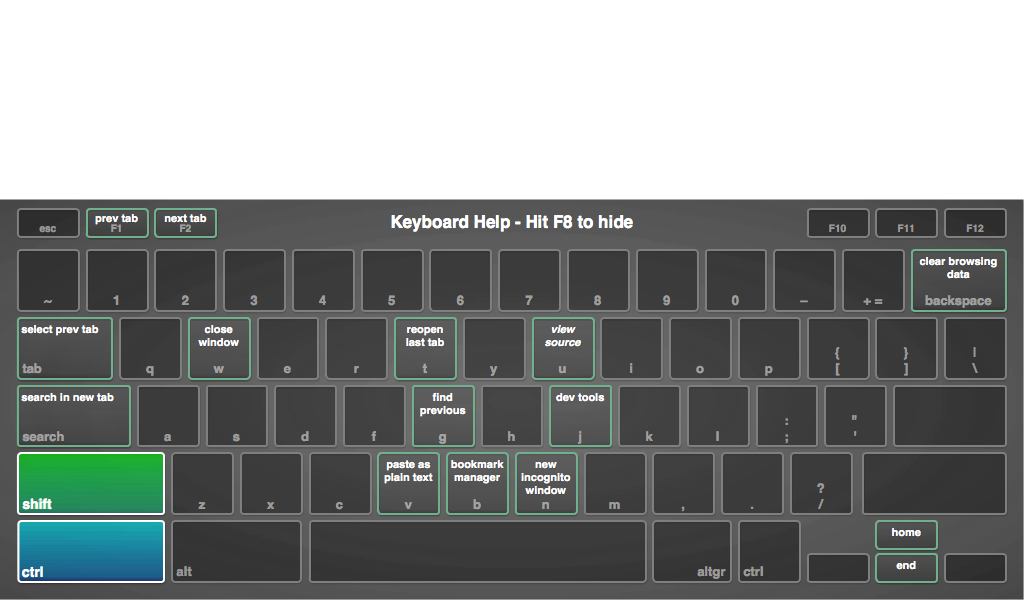 Keyboard Help - Hit F8 to hide
esc
prev tab
F1
next tab
F2
F10
F11
F12
~
1
2
3
4
5
6
7
8
9
0
–
+ =
clear browsing
data
backspace
select prev tab
tab
q
close
window
w
e
r
reopen
last tab
t
y
view
source
u
i
o
p
{
[
}
]
|
\
search in new tab
search
a
s
d
f
find
previous
g
h
dev tools
j
k
l
:
;
"
'
shift
z
x
c
paste as
plain text
v
bookmark
manager
b
new
incognito
window
n
m
,
.
?
/
ctrl
alt
altgr
ctrl
home
end